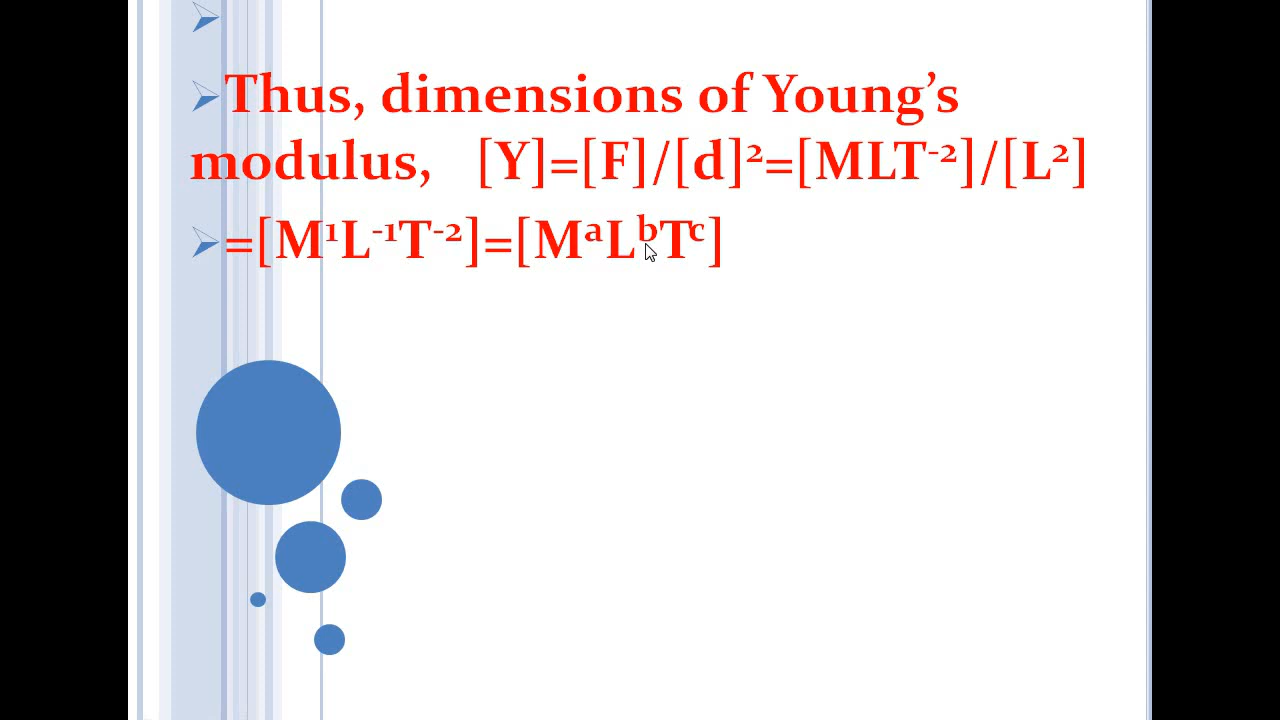 Thus, dimensions of Young’s
modulus, [Y]=[F]/[d]²=[MLT⁻²]/[L²]
=[M¹L⁻¹T⁻²]=[MᵃLᵇTᶜ]